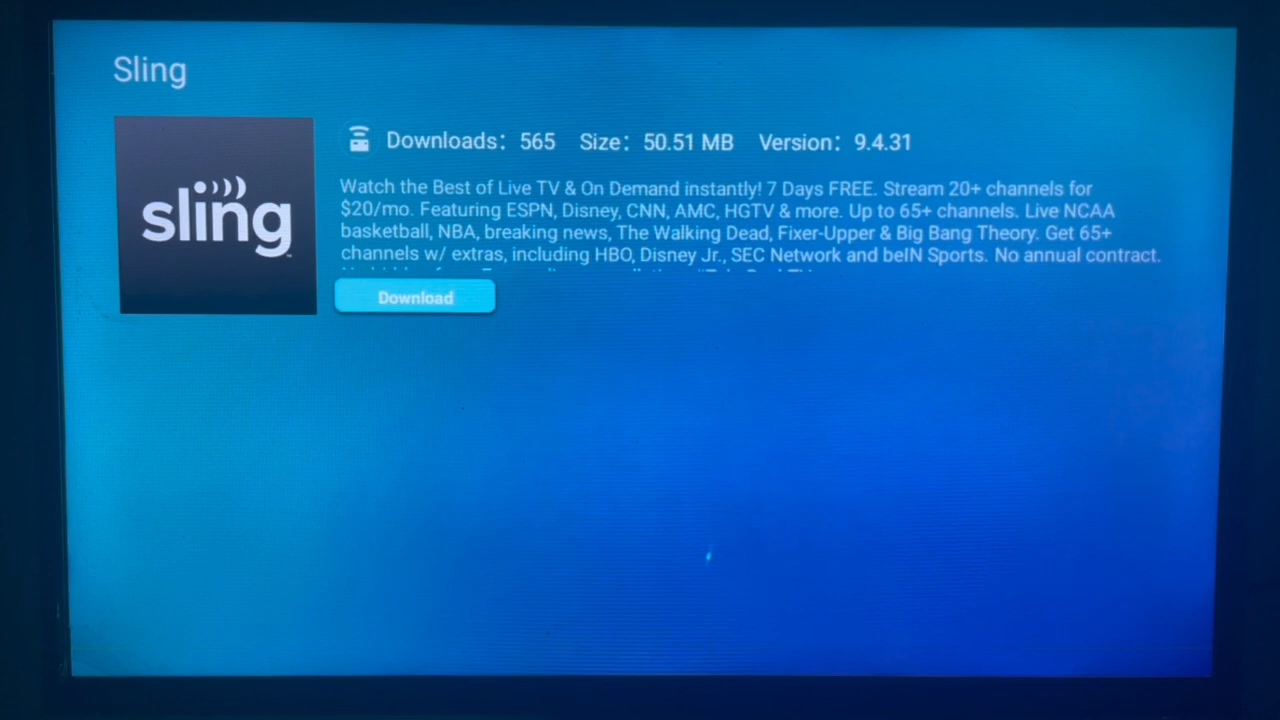 Sling
sling
Downloads: 565 Size: 50.51 MB Version: 9.4.31
Watch the Best of Live TV & On Demand instantly! 7 Days FREE. Stream 20+ channels for
$20/mo. Featuring ESPN, Disney, CNN, AMC, HGTV & more. Up to 65+ channels. Live NCAA
basketball, NBA, breaking news, The Walking Dead, Fixer-Upper & Big Bang Theory. Get 65+
channels w/ extras, including HBO, Disney Jr., SEC Network and beIN Sports. No annual contract.
Download